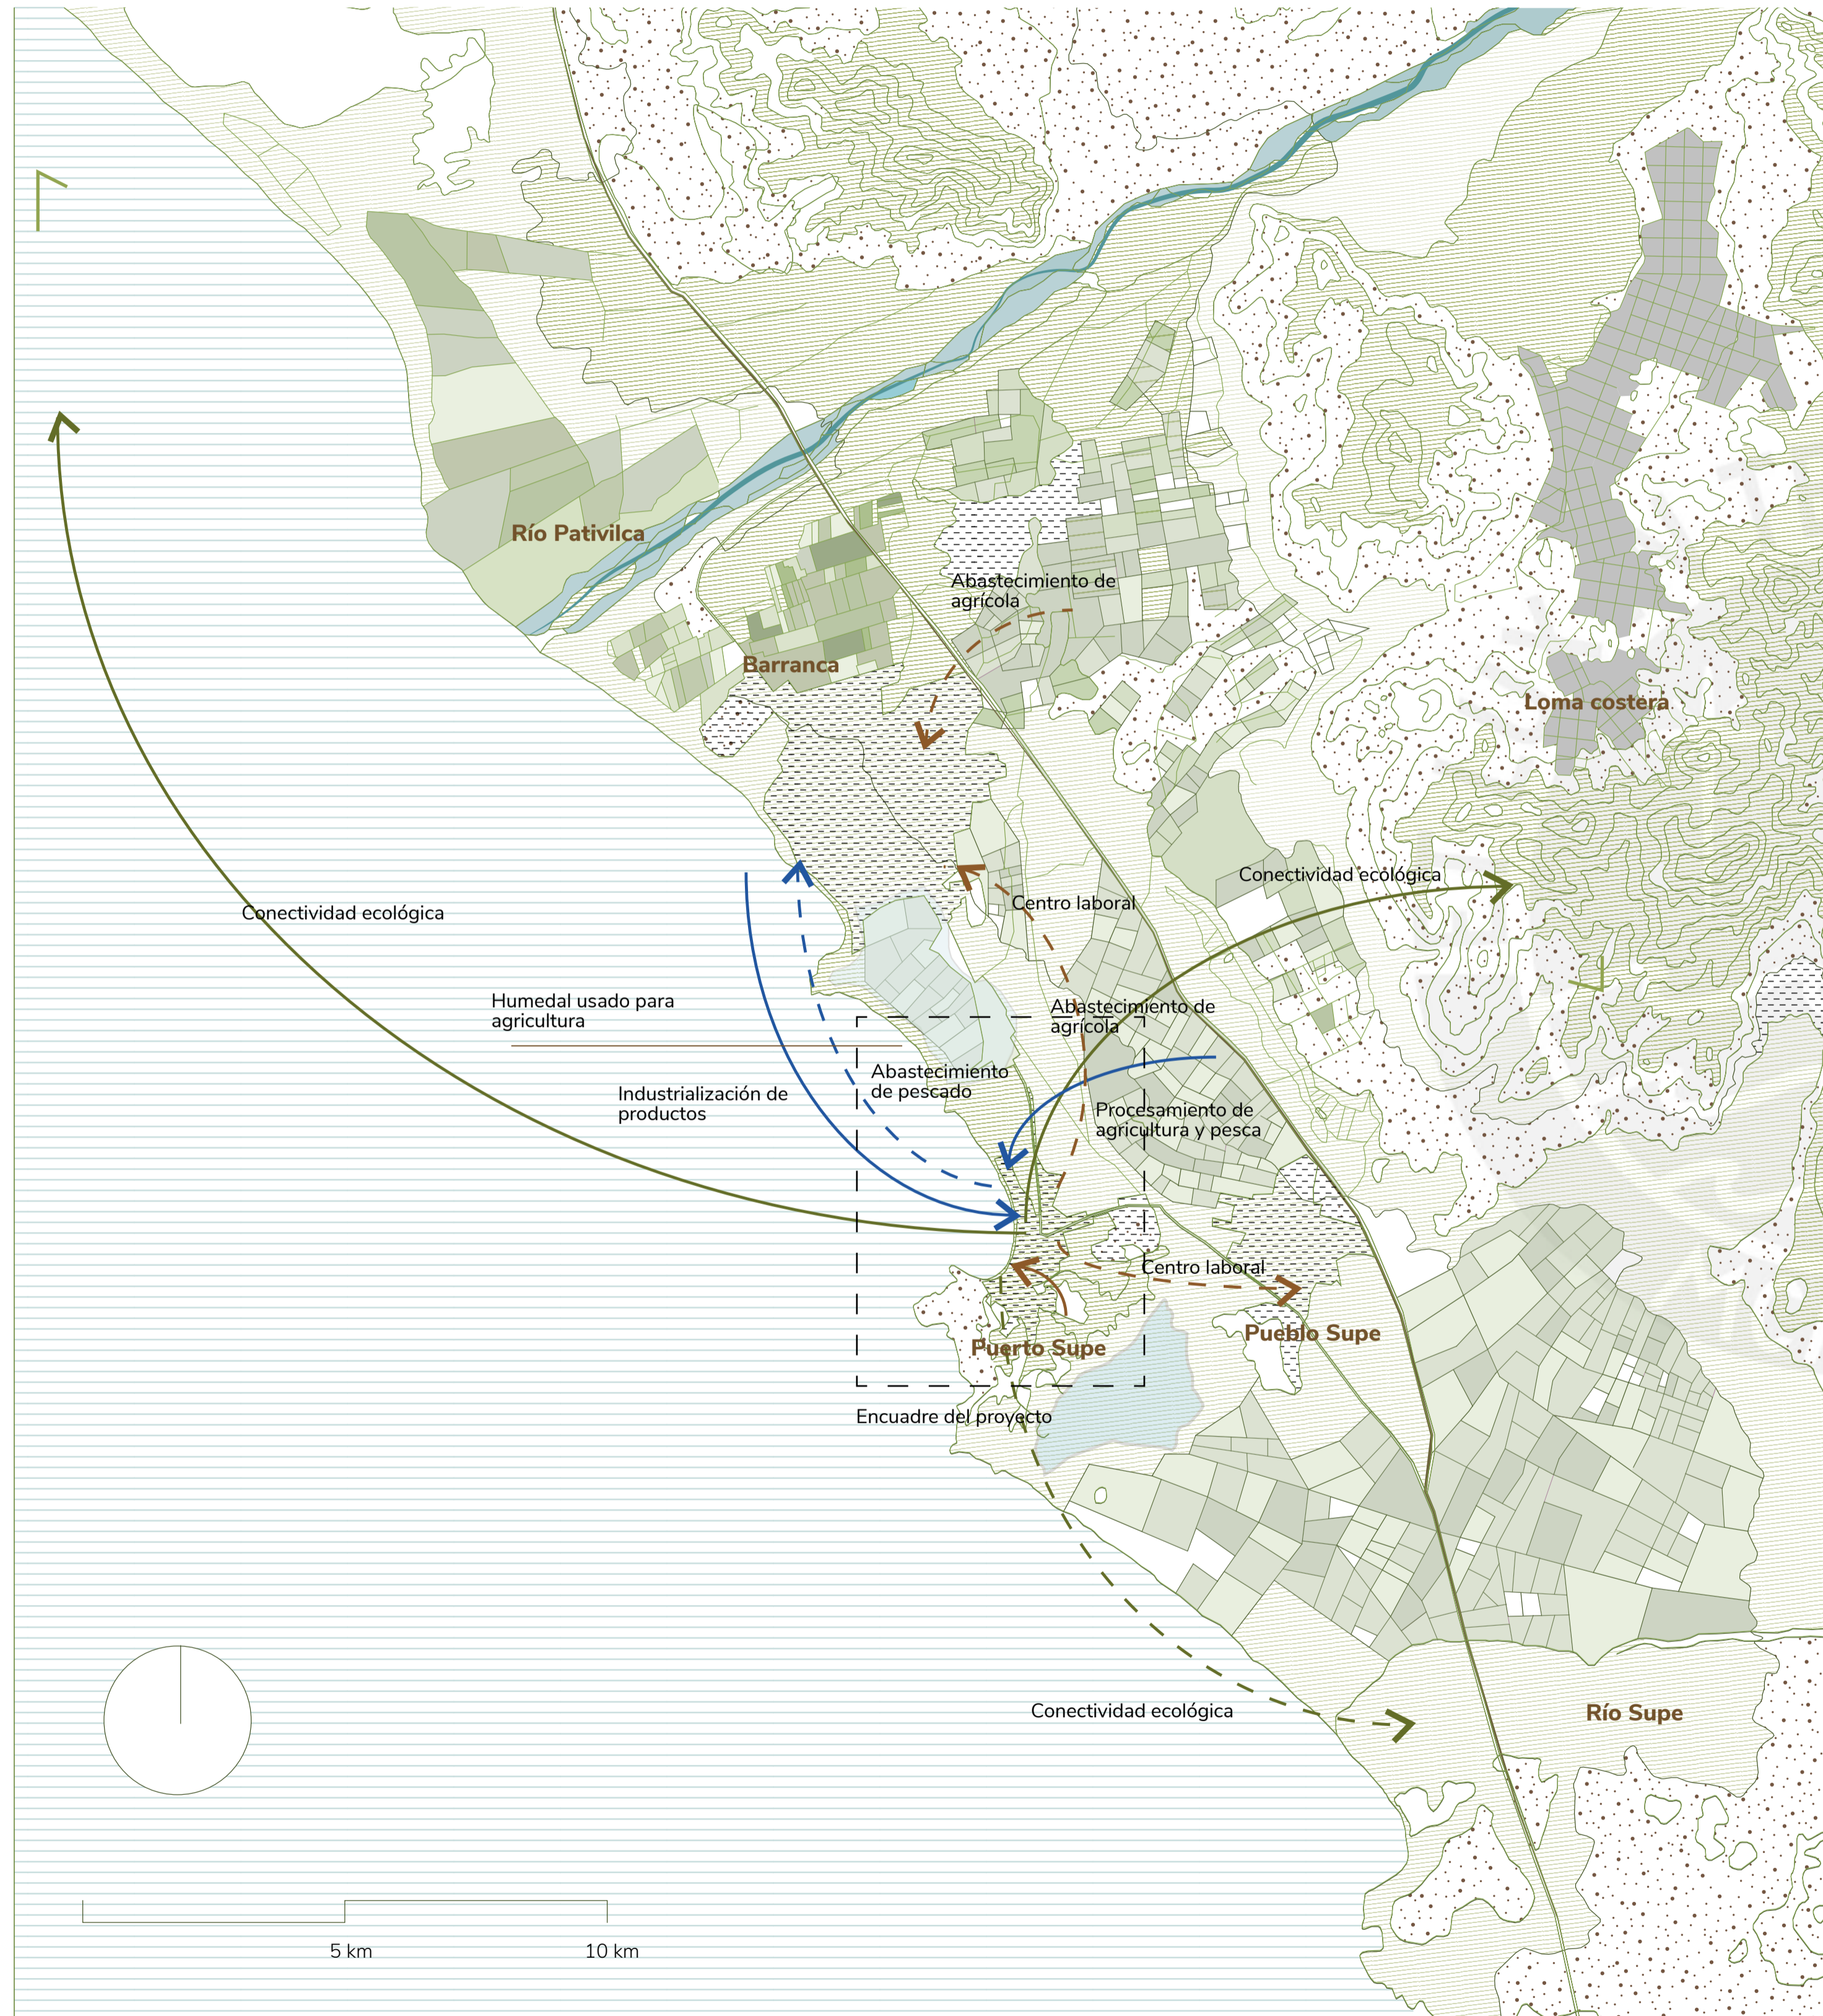 Río Pativilca
Abastecimiento de
agrícola
Barranca
Loma costera
Conectividad ecológica
Centro laboral
Conectividad ecológica
Humedal usado para
agricultura
Abastecimiento de
agrícola
Abastecimiento
de pescado
Industrialización de
productos
Procesamiento de
agricultura y pesca
Centro laboral
Pueblo Supe
Puerto Supe
Encuadre del proyecto
Conectividad ecológica
Río Supe
5 km
10 km